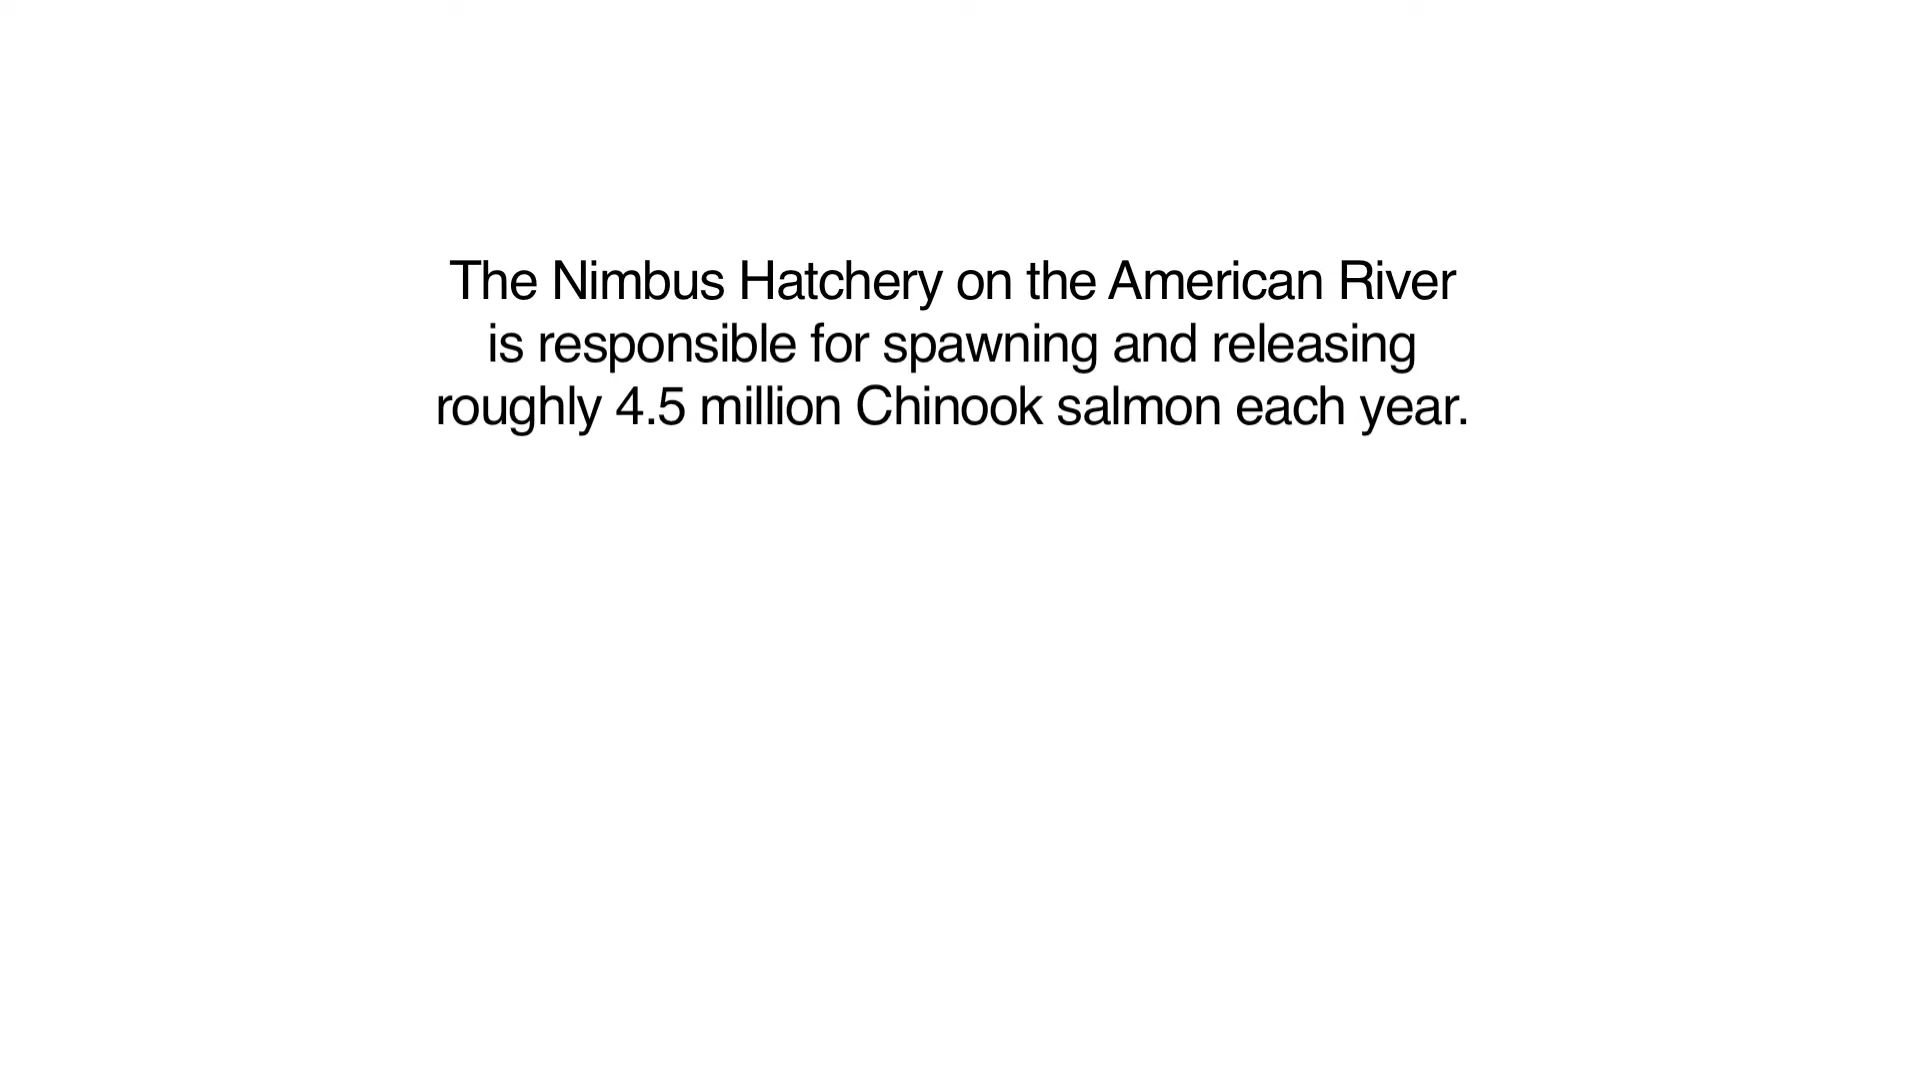 The Nimbus Hatchery on the American River
is responsible for spawning and releasing
roughly 4.5 million Chinook salmon each year.